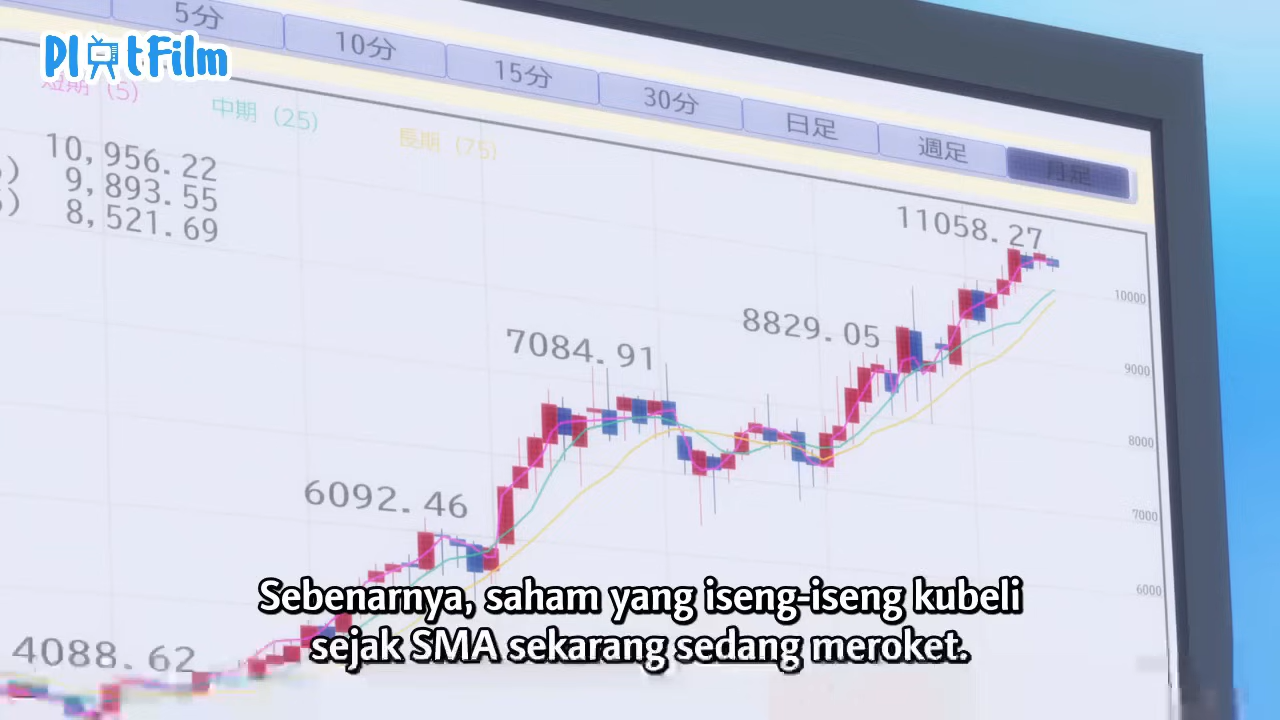 5分
10分
15分
30分
日足
週足
月足
PlotFilm
短期 (5)
中期 (25)
長期 (75)
10,956.22
9,893.55
8,521.69
11058.27
8829.05
7084.91
6092.46
4088.62
10000
9000
8000
7000
6000
Sebenarnya, saham yang iseng-iseng kubeli
sejak SMA sekarang sedang meroket.